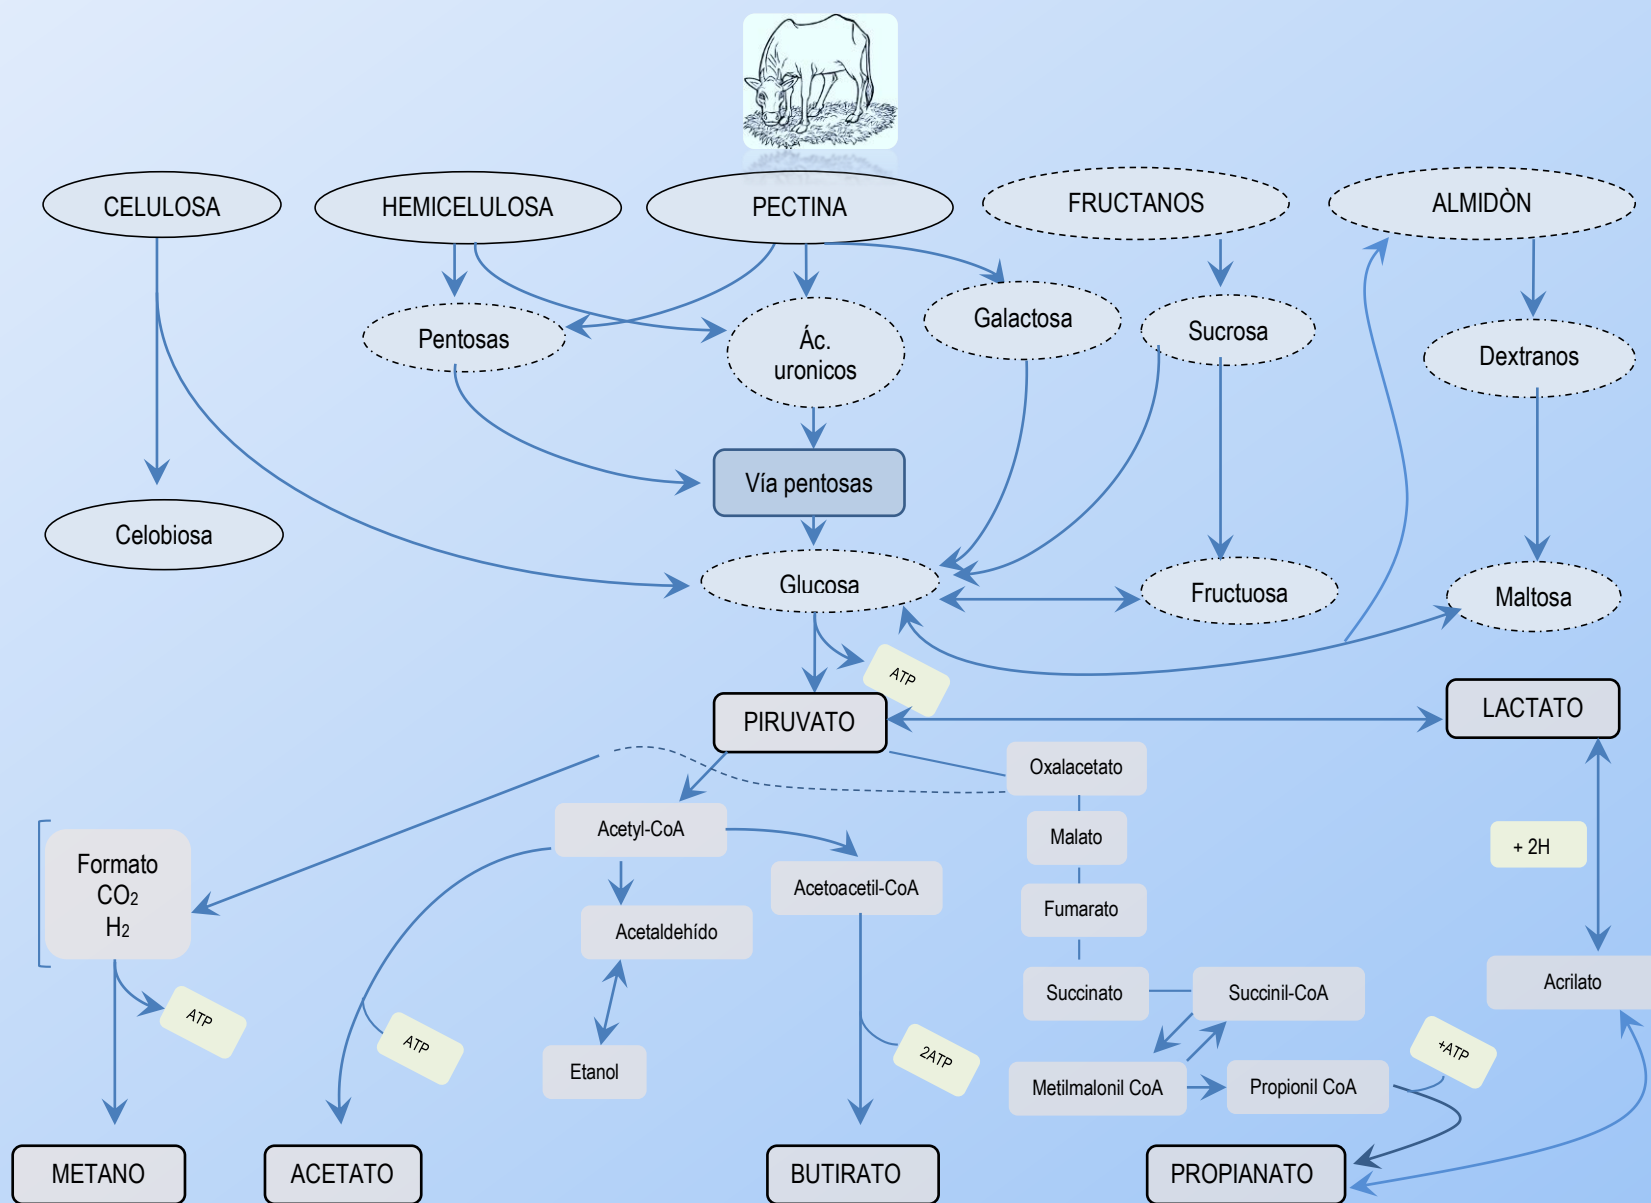 CELULOSA
HEMICELULOSA
PECTINA
FRUCTANOS
ALMIDÒN
Pentosas
Ác.
uronicos
Galactosa
Sucrosa
Dextranos
Vía pentosas
Celobiosa
Glucosa
Fructuosa
Maltosa
ATP
PIRUVATO
LACTATO
Oxalacetato
Acetyl-CoA
Malato
+ 2H
Formato
CO2
H2
Acetoacetil-CoA
Fumarato
Acetaldehído
Succinato
Succinil-CoA
Acrilato
ATP
ATP
2ATP
+ATP
Etanol
Metilmalonil CoA
Propionil CoA
METANO
ACETATO
BUTIRATO
PROPIANATO